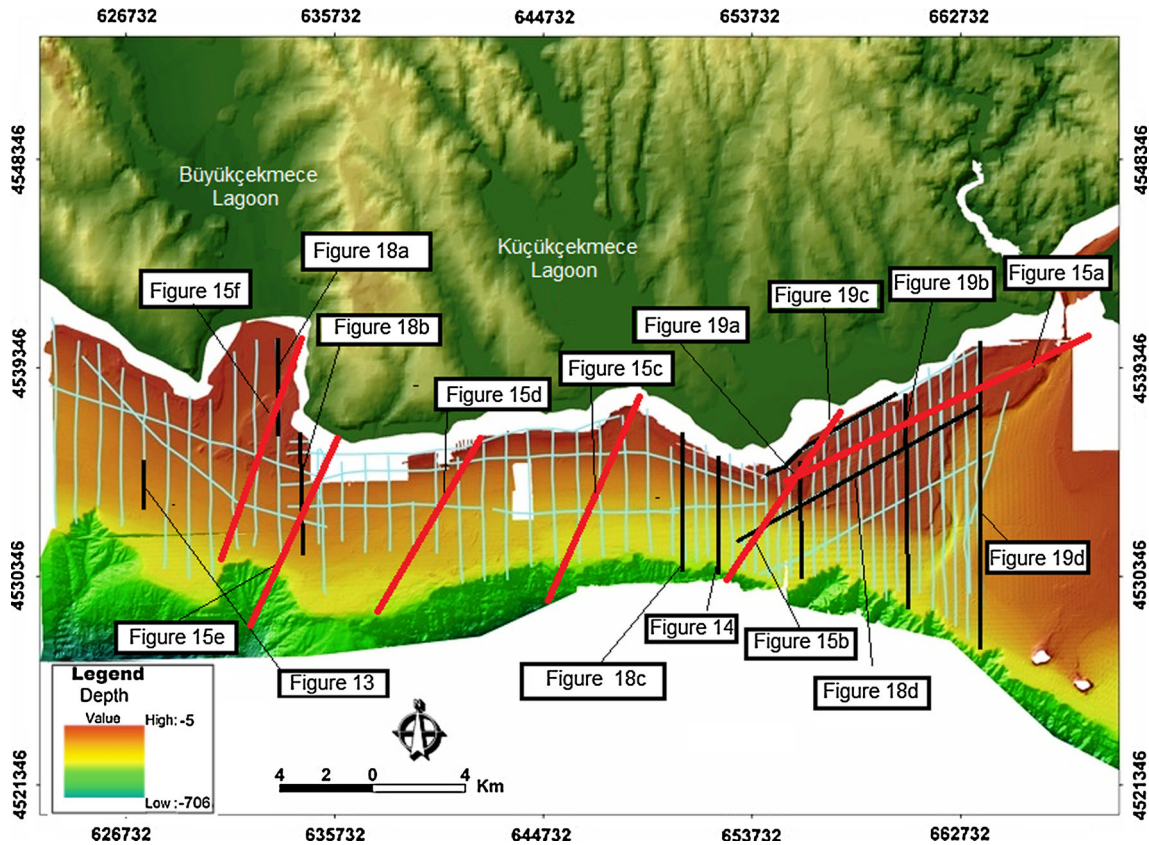 626732 635732 644732 653732 662732
4548346 4548346
Büyükçekmece
Lagoon
Küçükçekmece
Lagoon
Figure 18a
Figure 15f
Figure 18b
Figure 19a
Figure 19c
Figure 19b
Figure 15a
4539346 4539346
Figure 15c
Figure 15d
4530346 4530346
Figure 19d
Figure 15e
Figure 14
Figure 15b
Figure 13
Figure 18c
Figure 18d
Legend
Depth
Value
High: -5
Low :-706
4 2 0 4 Km
4521346 4521346
626732 635732 644732 653732 662732